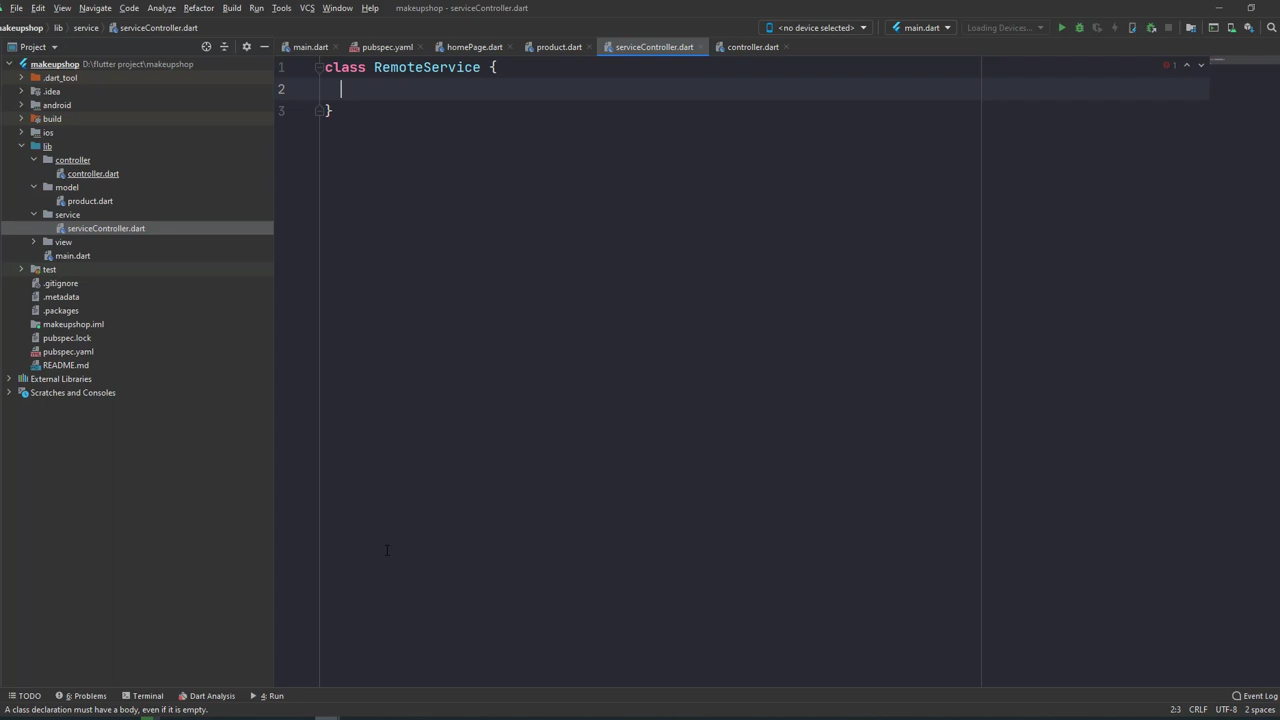 File Edit View Navigate Code Analyze Refactor Build Run Tools VCS Window Help makeupshop - serviceController.dart
makeupshop lib service serviceController.dart <no device selected> main.dart Loading Devices...
Project main.dart pubspec.yaml homePage.dart product.dart serviceController.dart controller.dart
makeupshop D:\flutter project\makeupshop
.dart_tool
.idea
android
build
ios
lib
controller
controller.dart
model
product.dart
service
serviceController.dart
view
main.dart
test
.gitignore
.metadata
.packages
makeupshop.iml
pubspec.lock
pubspec.yaml
README.md
External Libraries
Scratches and Consoles
1 class RemoteService {
2
3 }
1
TODO 6: Problems Terminal Dart Analysis 4: Run Event Log
A class declaration must have a body, even if it is empty. 2:3 CRLF UTF-8 2 spaces